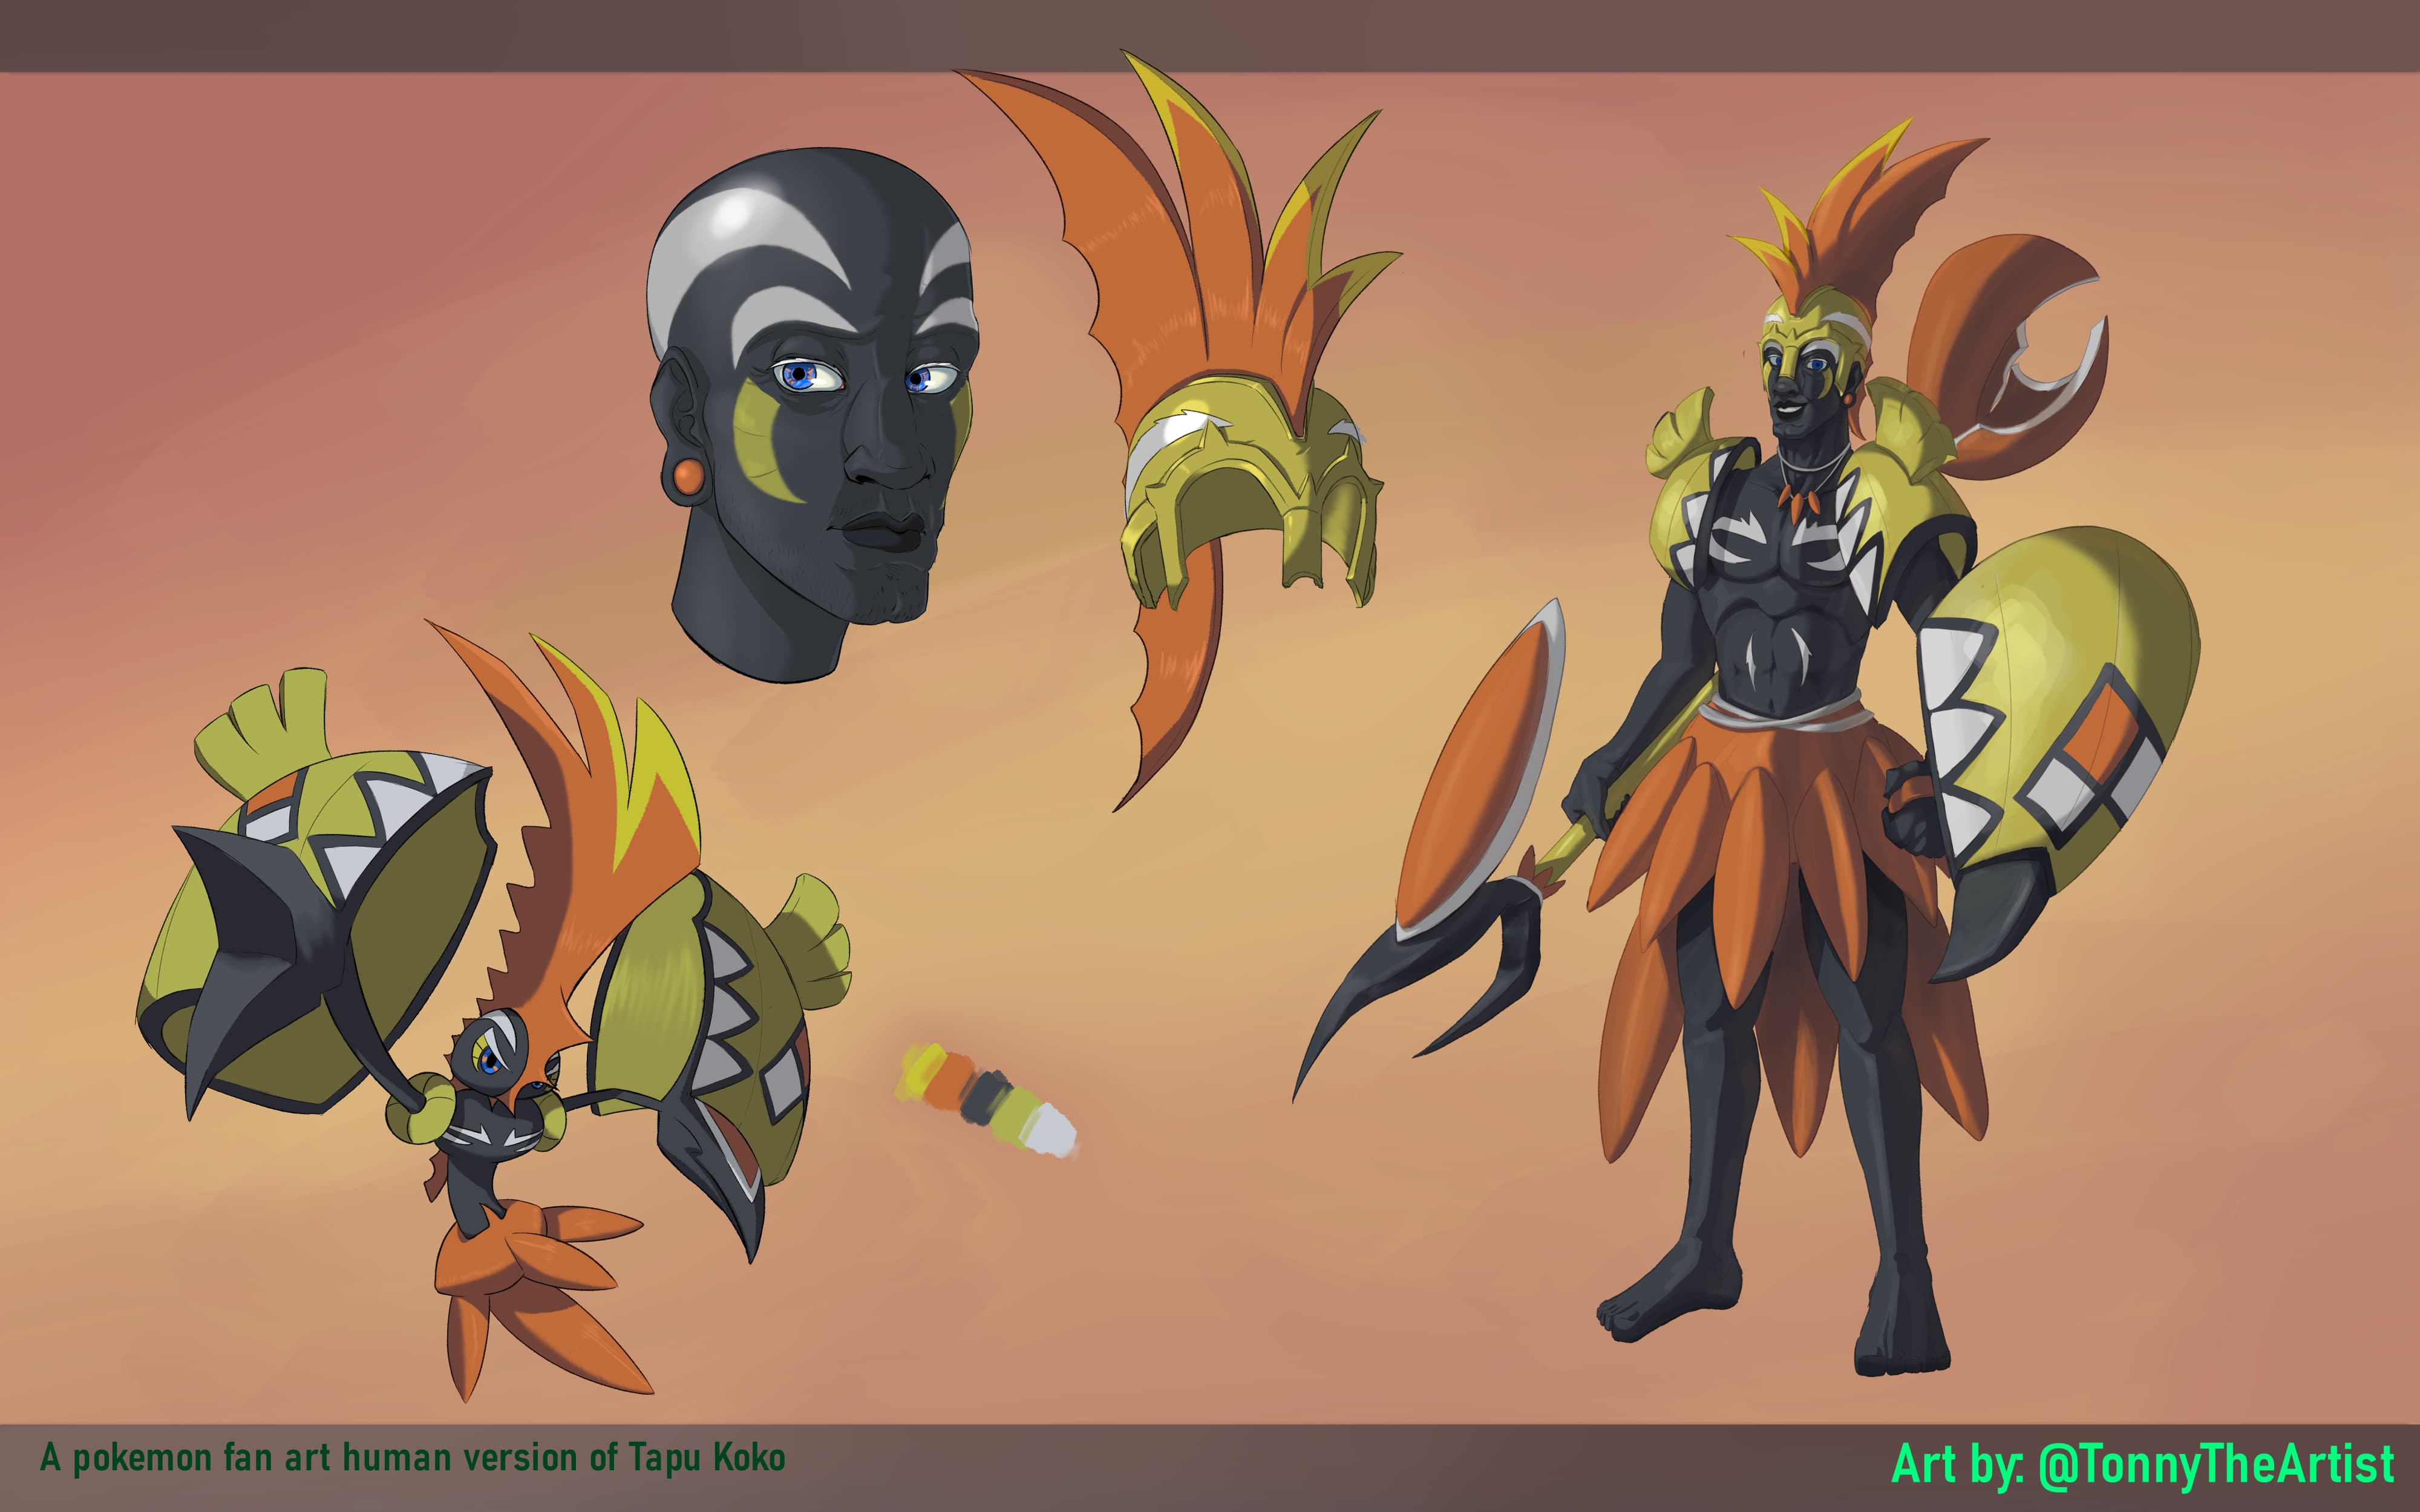 A pokemon fan art human version of Tapu Koko
Art by: @TonnyTheArtist